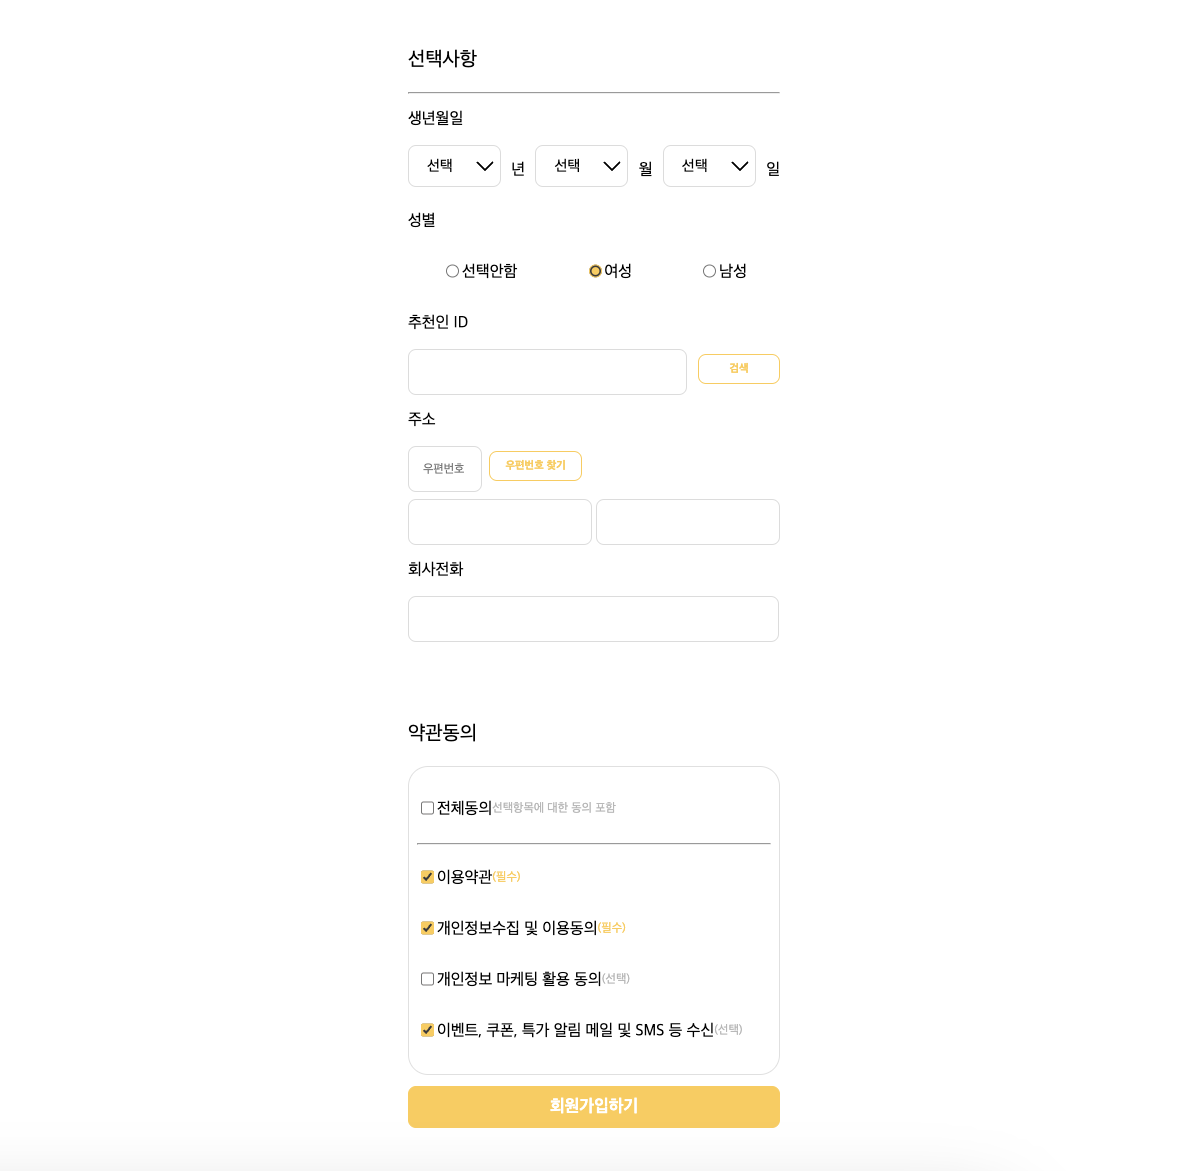 선택사항
생년월일
선택 년 선택 월 선택 일
성별
선택안함 여성 남성
추천인 ID
검색
주소
우편번호 우편번호 찾기
회사전화
약관동의
전체동의선택항목에 대한 동의 포함
이용약관(필수)
개인정보수집 및 이용동의(필수)
개인정보 마케팅 활용 동의(선택)
이벤트, 쿠폰, 특가 알림 메일 및 SMS 등 수신(선택)
회원가입하기